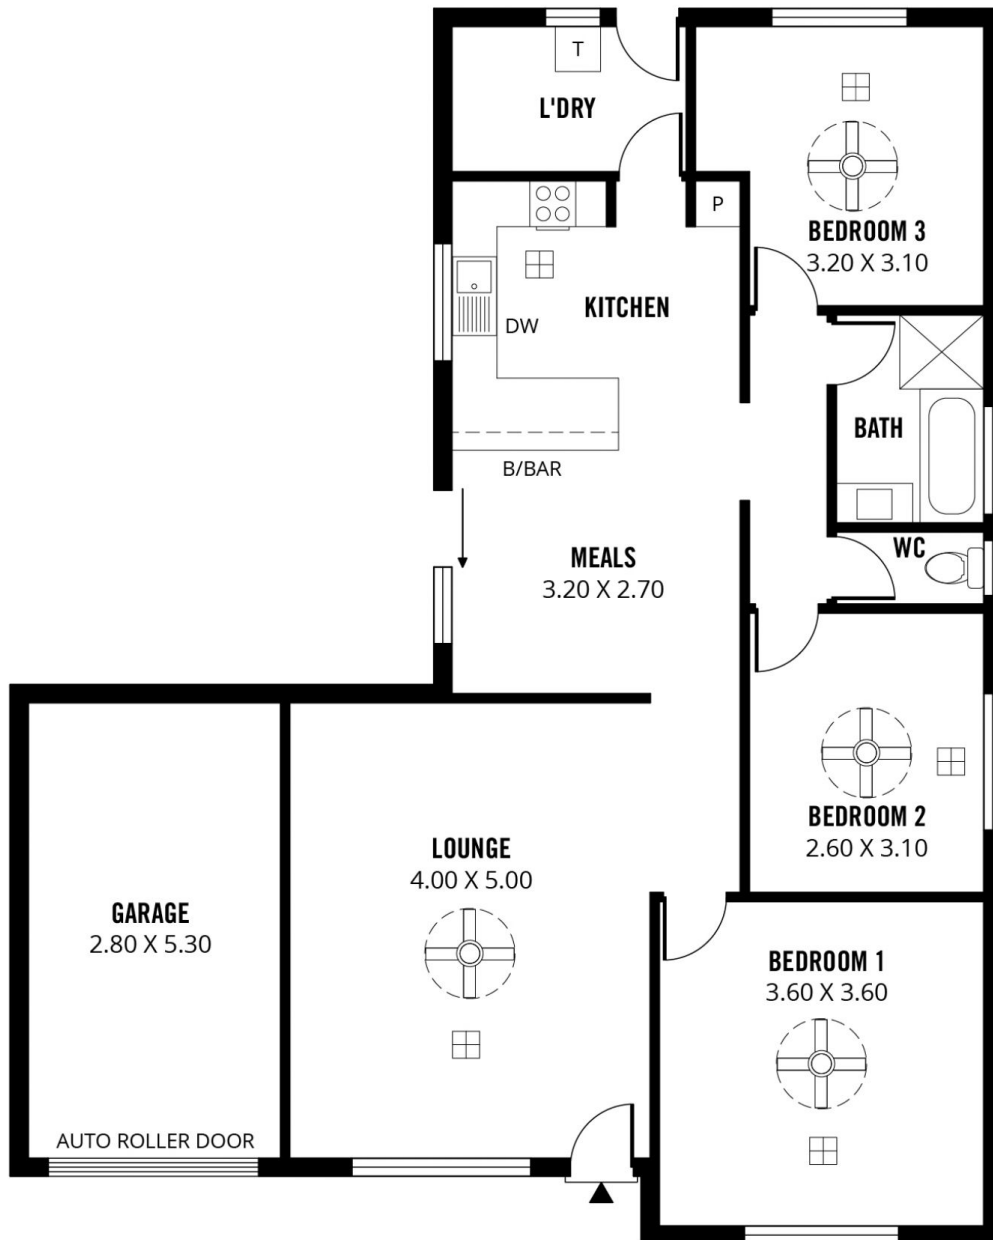 T
L'DRY
P
BEDROOM 3
3.20 X 3.10
KITCHEN
DW
BATH
B/BAR
WC
MEALS
3.20 X 2.70
BEDROOM 2
2.60 X 3.10
LOUNGE
4.00 X 5.00
GARAGE
2.80 X 5.30
BEDROOM 1
3.60 X 3.60
AUTO ROLLER DOOR